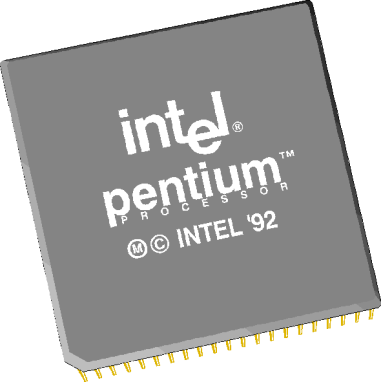 intel®
pentium™
PROCESSOR
Ⓜ © INTEL '92